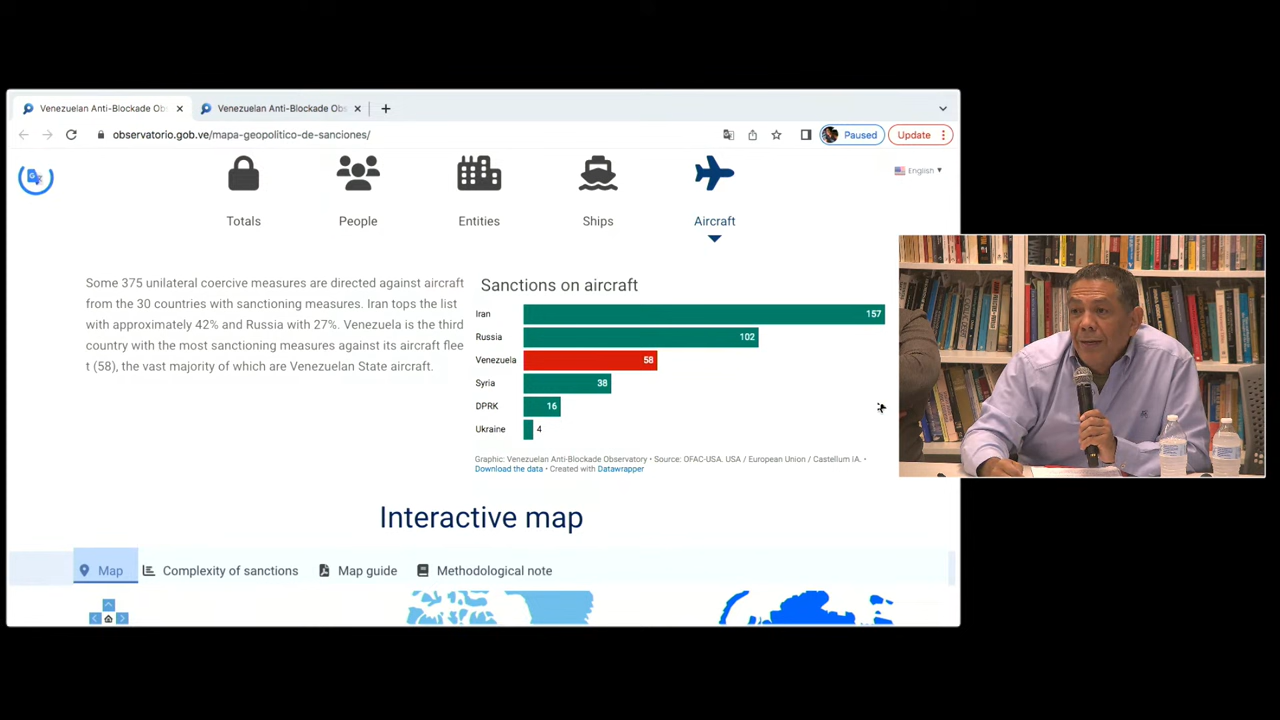 Venezuelan Anti-Blockade Obs
Venezuelan Anti-Blockade Obs
observatorio.gob.ve/mapa-geopolitico-de-sanciones/
Paused
Update
English
Totals
People
Entities
Ships
Aircraft
Some 375 unilateral coercive measures are directed against aircraft
from the 30 countries with sanctioning measures. Iran tops the list
with approximately 42% and Russia with 27%. Venezuela is the third
country with the most sanctioning measures against its aircraft flee
t (58), the vast majority of which are Venezuelan State aircraft.
Sanctions on aircraft
Iran 157
Russia 102
Venezuela 58
Syria 38
DPRK 16
Ukraine 4
Graphic: Venezuelan Anti-Blockade Observatory • Source: OFAC-USA. USA / European Union / Castellum IA. •
Download the data • Created with Datawrapper
Interactive map
Map
Complexity of sanctions
Map guide
Methodological note